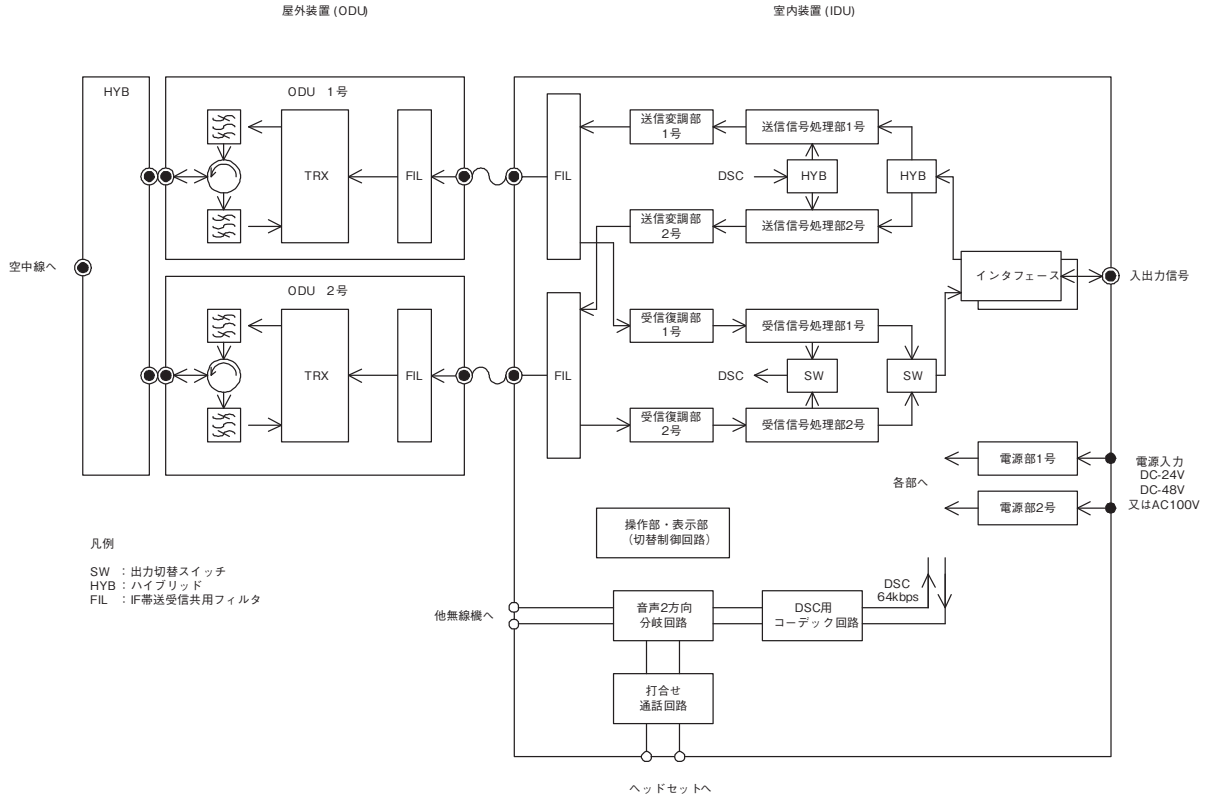 屋外装置 (ODU)
室内装置 (IDU)
HYB
ODU 1号
TRX
FIL
FIL
送信変調部
1号
送信信号処理部1号
DSC
HYB
HYB
送信変調部
2号
送信信号処理部2号
空中線へ
インタフェース
入出力信号
ODU 2号
TRX
FIL
FIL
受信復調部
1号
受信信号処理部1号
DSC
SW
SW
受信復調部
2号
受信信号処理部2号
電源部1号
各部へ
電源部2号
電源入力
DC-24V
DC-48V
又はAC100V
操作部・表示部
(切替制御回路)
凡例
SW :出力切替スイッチ
HYB:ハイブリッド
FIL :IF帯送受信共用フィルタ
他無線機へ
音声2方向
分岐回路
DSC用
コーデック回路
DSC
64kbps
打合せ
通話回路
ヘッドセットへ